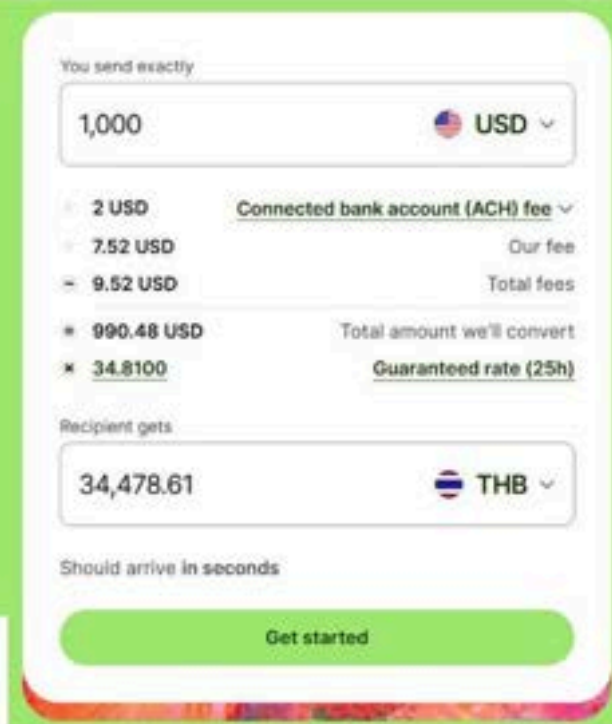 You send exactly
1,000 USD
2 USD Connected bank account (ACH) fee
7.52 USD Our fee
- 9.52 USD Total fees
= 990.48 USD Total amount we'll convert
× 34.8100 Guaranteed rate (25h)
Recipient gets
34,478.61 THB
Should arrive in seconds
Get started